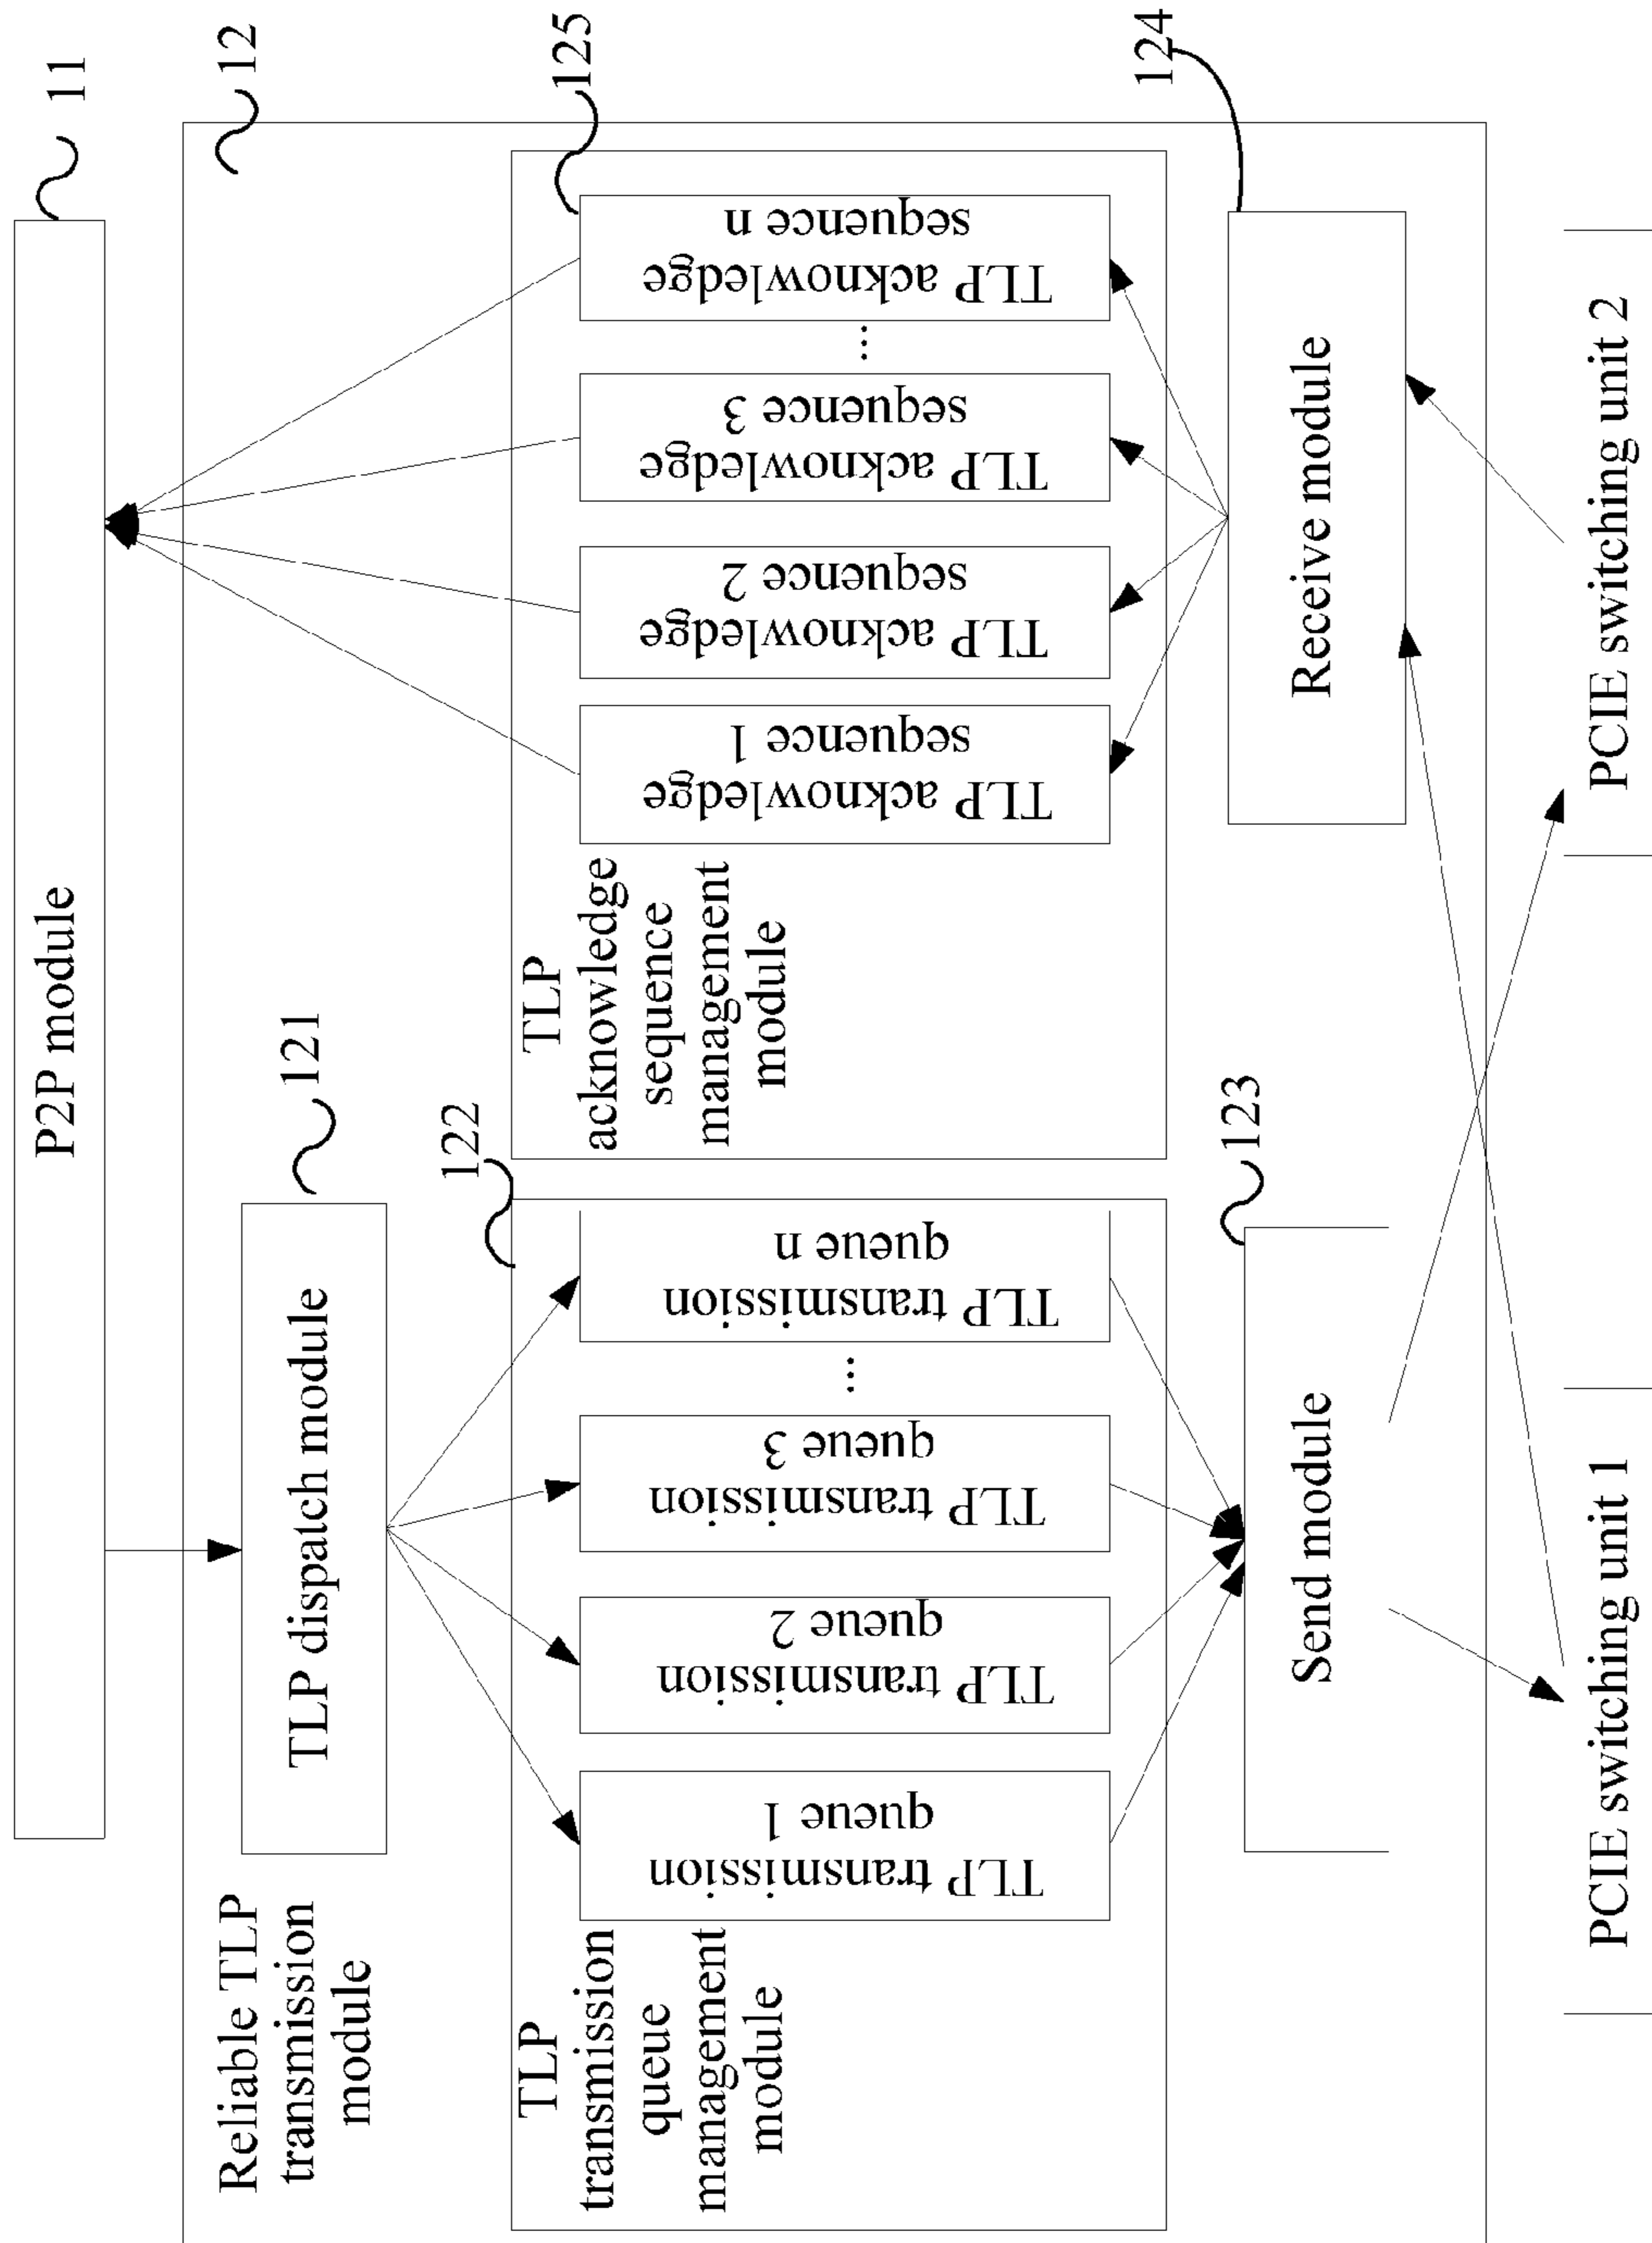 P2P module
11
12
Reliable TLP
transmission
module
TLP dispatch module
121
122
TLP
transmission
queue
management
module
TLP transmission
queue 1
TLP transmission
queue 2
TLP transmission
queue 3
...
TLP transmission
queue n
TLP
acknowledge
sequence
management
module
125
TLP acknowledge
sequence 1
TLP acknowledge
sequence 2
TLP acknowledge
sequence 3
...
TLP acknowledge
sequence n
Send module
123
Receive module
124
PCIE switching unit 1
PCIE switching unit 2